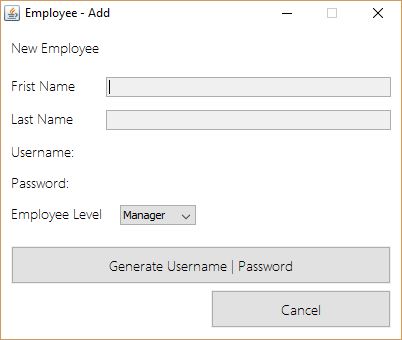 Employee - Add
New Employee
Frist Name
Last Name
Username:
Password:
Employee Level Manager
Generate Username | Password
Cancel